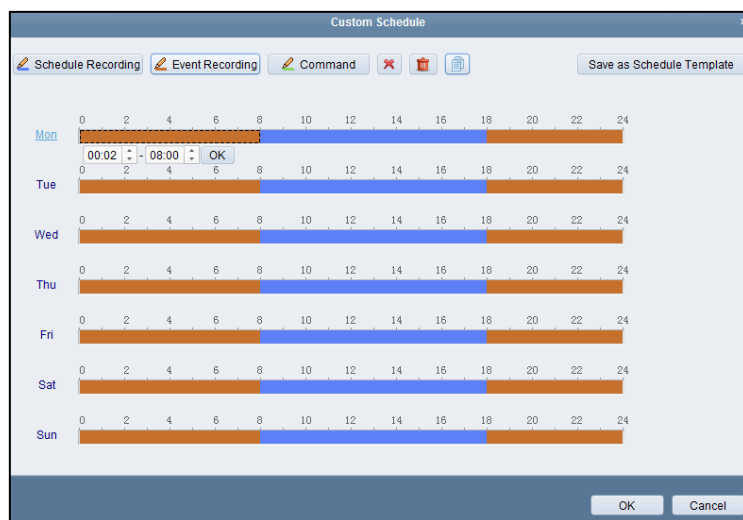 Custom Schedule
Schedule Recording Event Recording Command Save as Schedule Template
0 2 4 6 8 10 12 14 16 18 20 22 24
Mon
00:02 - 08:00 OK
0 2 4 6 8 10 12 14 16 18 20 22 24
Tue
0 2 4 6 8 10 12 14 16 18 20 22 24
Wed
0 2 4 6 8 10 12 14 16 18 20 22 24
Thu
0 2 4 6 8 10 12 14 16 18 20 22 24
Fri
0 2 4 6 8 10 12 14 16 18 20 22 24
Sat
0 2 4 6 8 10 12 14 16 18 20 22 24
Sun
OK Cancel